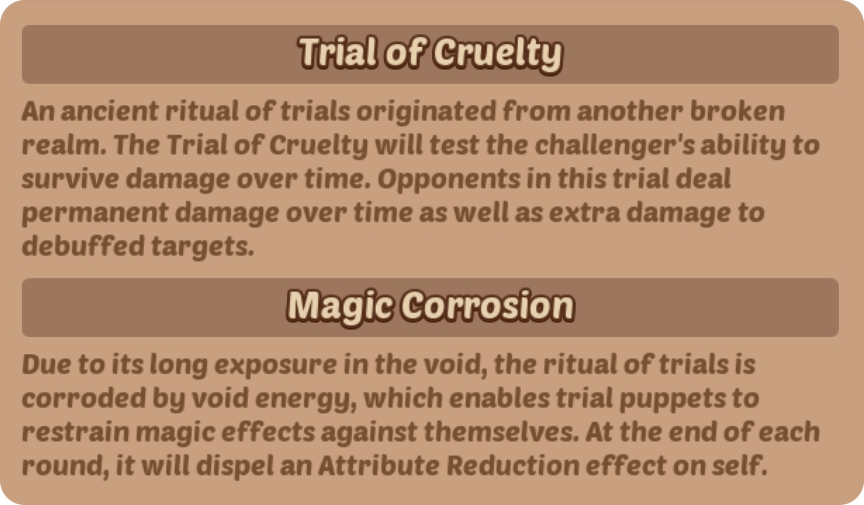 Trial of Cruelty
An ancient ritual of trials originated from another broken
realm. The Trial of Cruelty will test the challenger's ability to
survive damage over time. Opponents in this trial deal
permanent damage over time as well as extra damage to
debuffed targets.
Magic Corrosion
Due to its long exposure in the void, the ritual of trials is
corroded by void energy, which enables trial puppets to
restrain magic effects against themselves. At the end of each
round, it will dispel an Attribute Reduction effect on self.